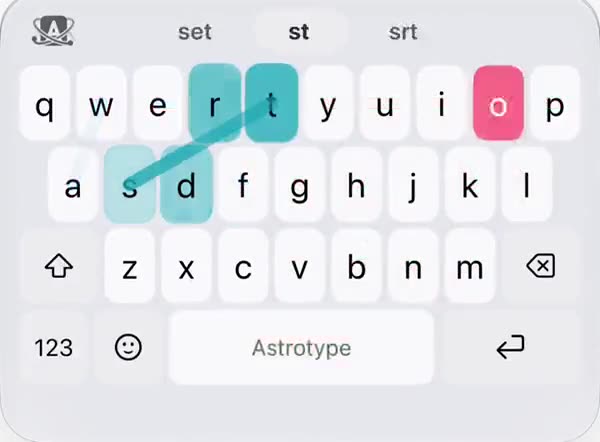 set st srt
q w e r t y u i o p
a s d f g h j k l
z x c v b n m
123 Astrotype